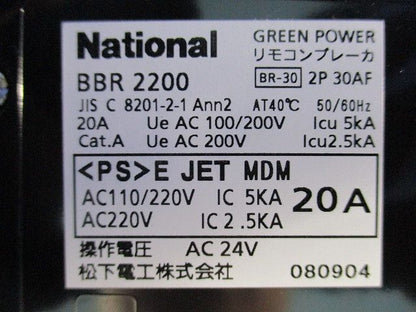 National GREEN POWER
リモコンブレーカ
BBR 2200 BR-30 2P 30AF
JIS C 8201-2-1 Ann2 AT40℃ 50/60Hz
20A Ue AC 100/200V Icu 5kA
Cat.A Ue AC 200V Icu2.5kA
<PS>E JET MDM
AC110/220V IC 5KA 20A
AC220V IC 2.5KA
操作電圧 AC 24V
松下電工株式会社 080904